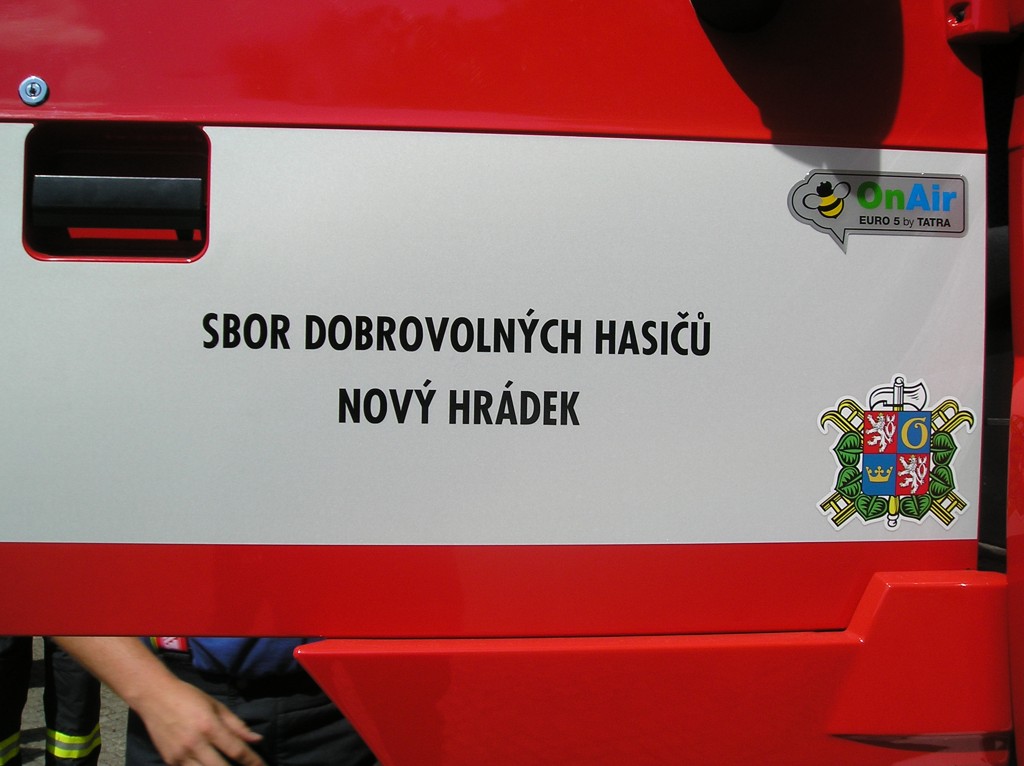 OnAir
EURO 5 by TATRA
SBOR DOBROVOLNÝCH HASIČŮ
NOVÝ HRÁDEK
O